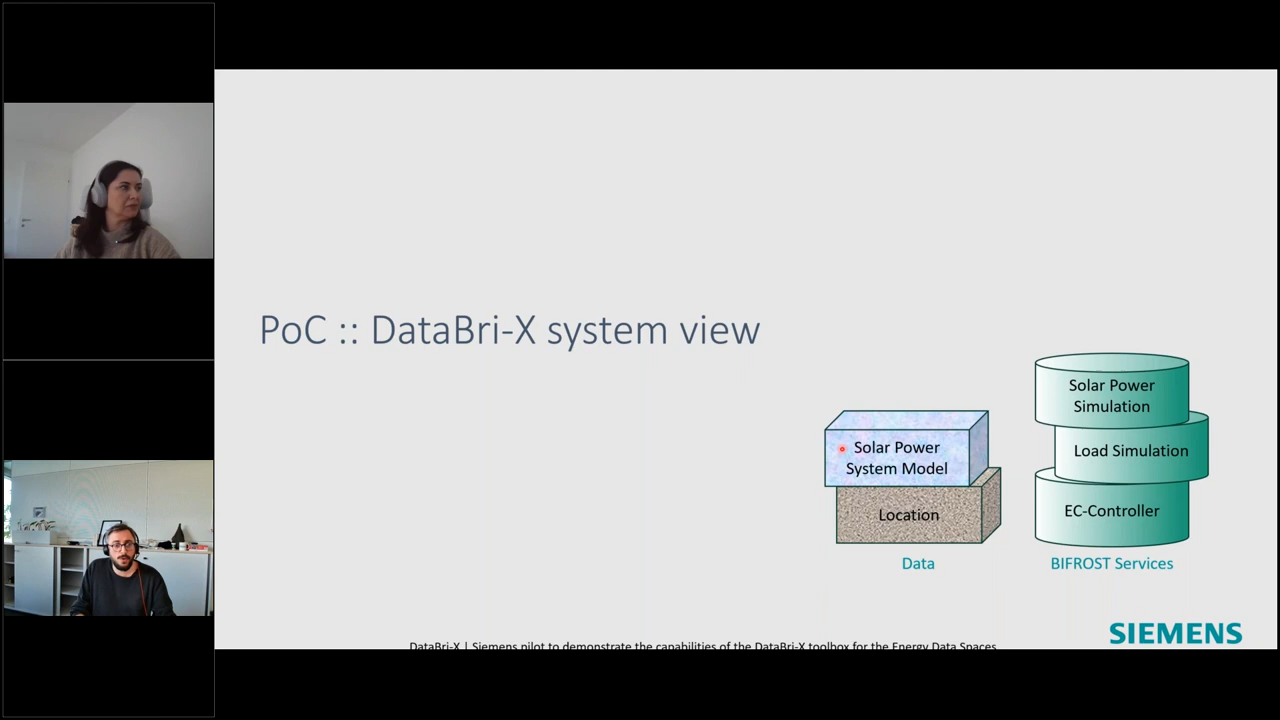 PoC :: DataBri-X system view
Solar Power
System Model
Location
Data
Solar Power
Simulation
Load Simulation
EC-Controller
BIFROST Services
SIEMENS
DataBri-X | Siemens pilot to demonstrate the capabilities of the DataBri-X toolbox for the Energy Data Spaces